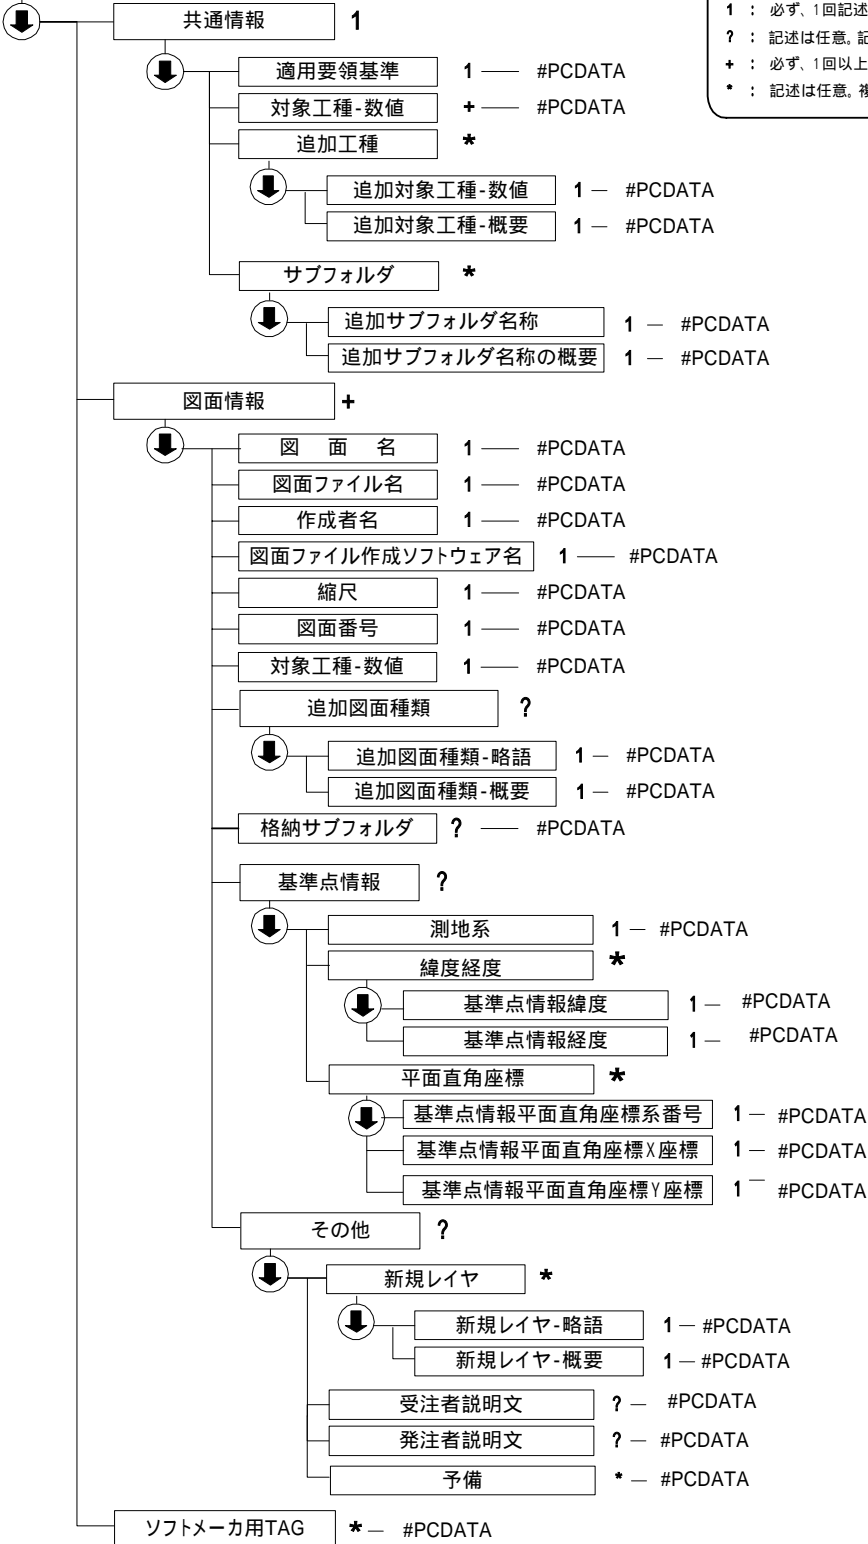 共通情報 1
1 : 必ず、1回記述
? : 記述は任意。記
+ : 必ず、1回以上
* : 記述は任意。複
適用要領基準 1 — #PCDATA
対象工種-数値 + — #PCDATA
追加工種 *
追加対象工種-数値 1 — #PCDATA
追加対象工種-概要 1 — #PCDATA
サブフォルダ *
追加サブフォルダ名称 1 — #PCDATA
追加サブフォルダ名称の概要 1 — #PCDATA
図面情報 +
図 面 名 1 — #PCDATA
図面ファイル名 1 — #PCDATA
作成者名 1 — #PCDATA
図面ファイル作成ソフトウェア名 1 — #PCDATA
縮尺 1 — #PCDATA
図面番号 1 — #PCDATA
対象工種-数値 1 — #PCDATA
追加図面種類 ?
追加図面種類-略語 1 — #PCDATA
追加図面種類-概要 1 — #PCDATA
格納サブフォルダ ? — #PCDATA
基準点情報 ?
測地系 1 — #PCDATA
緯度経度 *
基準点情報緯度 1 — #PCDATA
基準点情報経度 1 — #PCDATA
平面直角座標 *
基準点情報平面直角座標系番号 1 — #PCDATA
基準点情報平面直角座標X座標 1 — #PCDATA
基準点情報平面直角座標Y座標 1 — #PCDATA
その他 ?
新規レイヤ *
新規レイヤ-略語 1 — #PCDATA
新規レイヤ-概要 1 — #PCDATA
受注者説明文 ? — #PCDATA
発注者説明文 ? — #PCDATA
予備 * — #PCDATA
ソフトメーカ用TAG * — #PCDATA